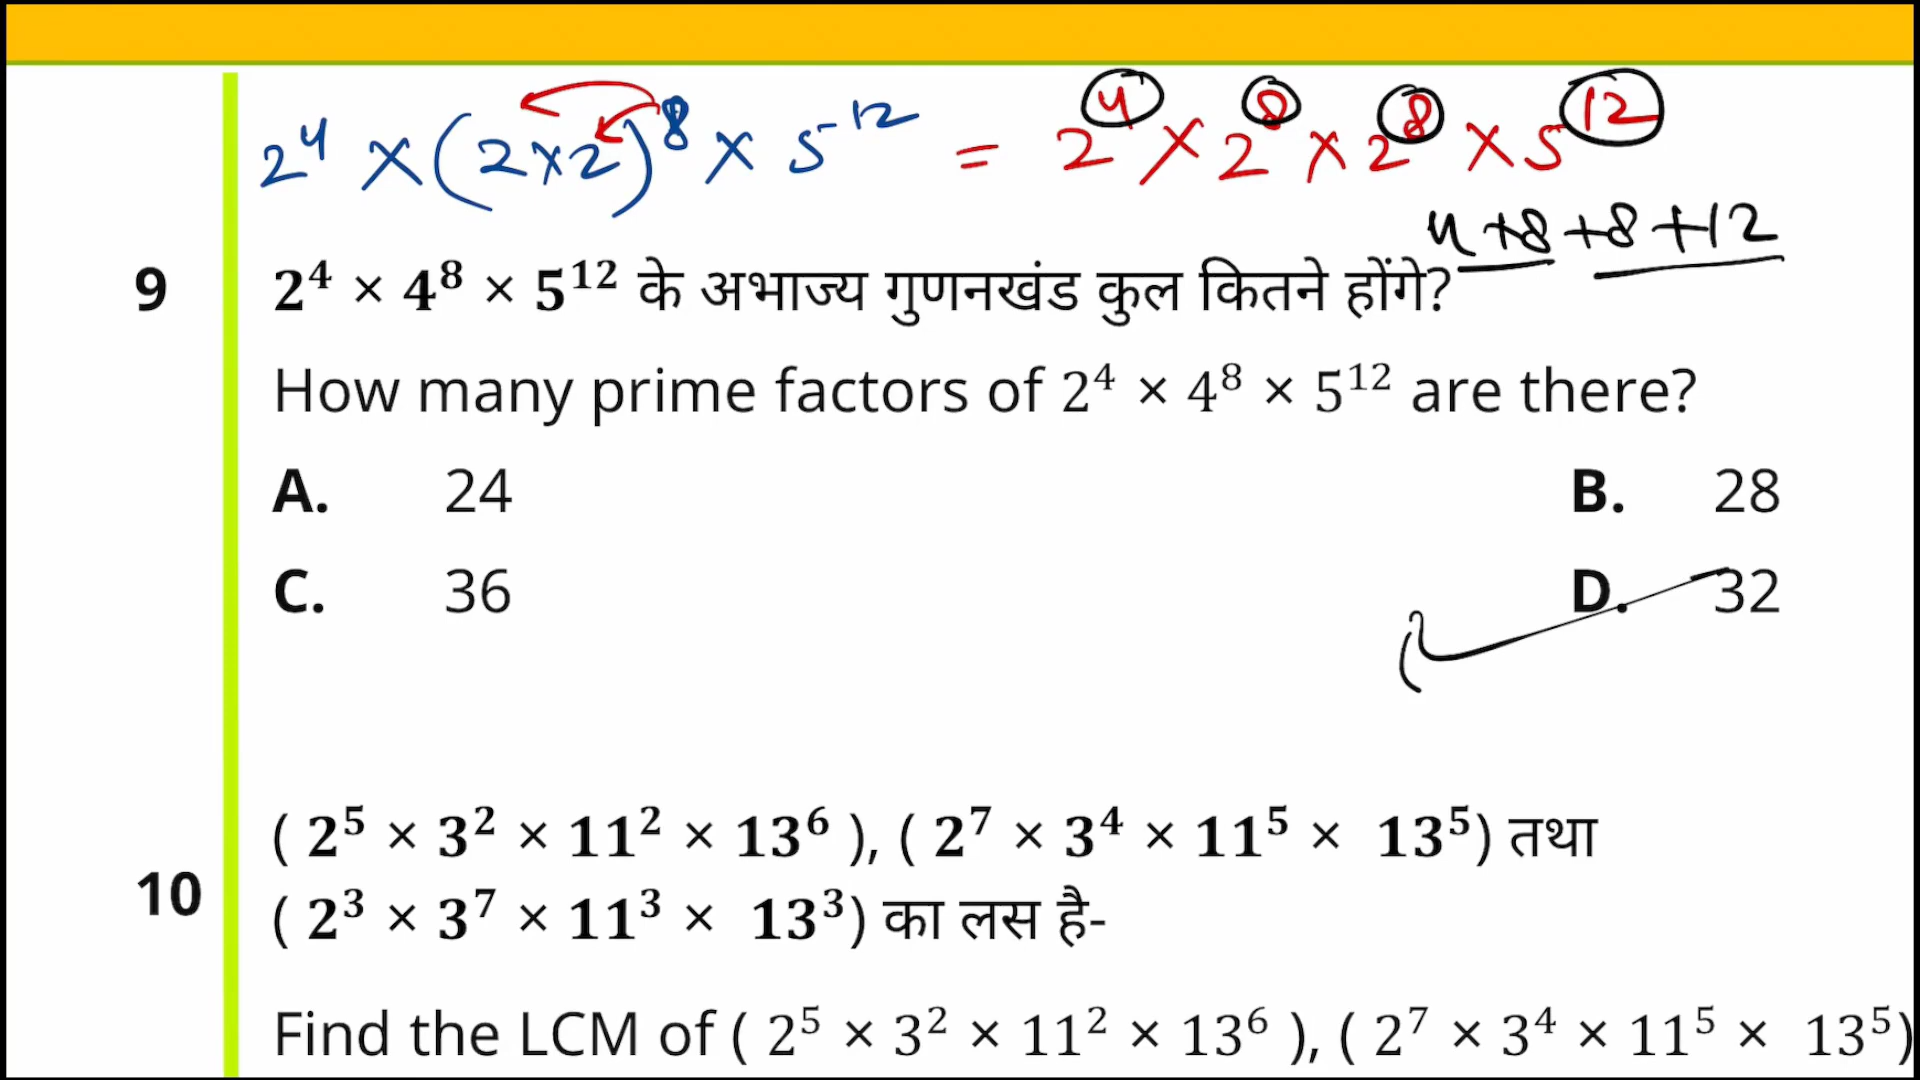 2⁴ × (2×2)⁸ × 5¹² = 2⁴ × 2⁸ × 2⁸ × 5¹²
4+8+8+12
9 2⁴ × 4⁸ × 5¹² के अभाज्य गुणनखंड कुल कितने होंगे?
How many prime factors of 2⁴ × 4⁸ × 5¹² are there?
A. 24 B. 28
C. 36 D. 32
( 2⁵ × 3² × 11² × 13⁶ ), ( 2⁷ × 3⁴ × 11⁵ × 13⁵) तथा
10 ( 2³ × 3⁷ × 11³ × 13³) का लस है-
Find the LCM of ( 2⁵ × 3² × 11² × 13⁶ ), ( 2⁷ × 3⁴ × 11⁵ × 13⁵)